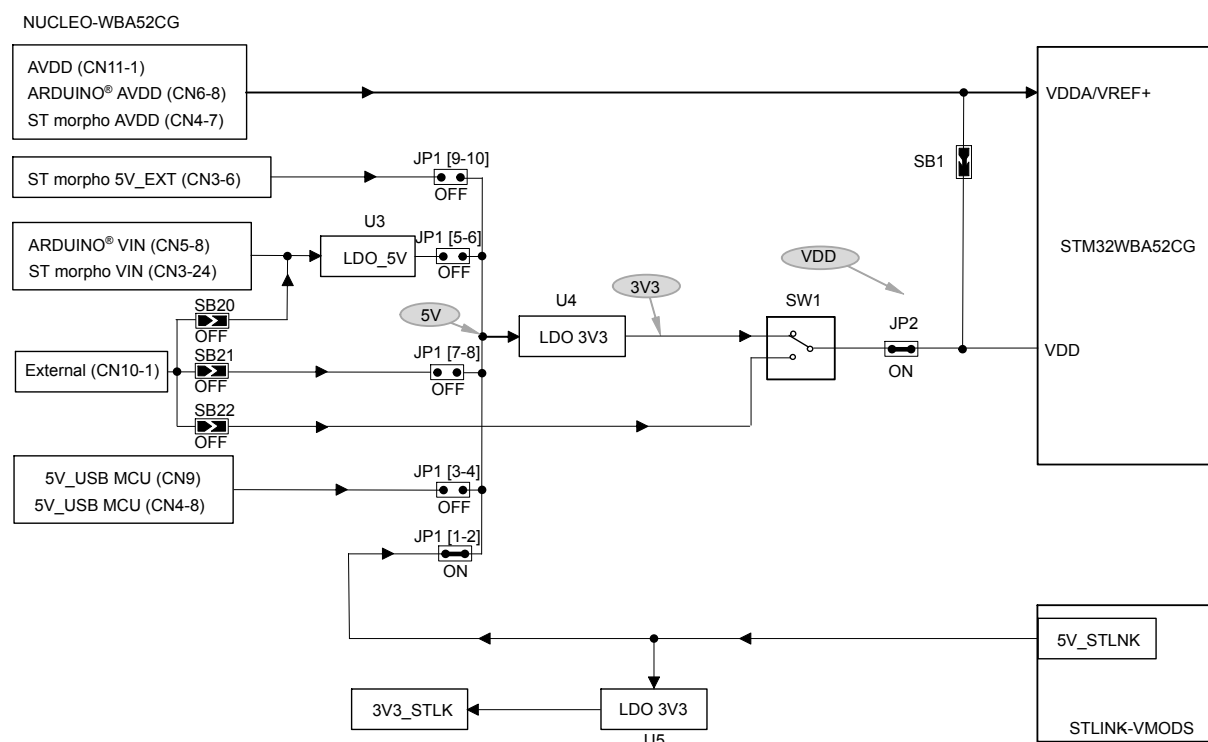 NUCLEO-WBA52CG
AVDD (CN11-1)
ARDUINO® AVDD (CN6-8)
ST morpho AVDD (CN4-7)
VDDA/VREF+
SB1
JP1 [9-10]
ST morpho 5V_EXT (CN3-6)
OFF
U3
ARDUINO® VIN (CN5-8)
ST morpho VIN (CN3-24)
LDO_5V
JP1 [5-6]
OFF
STM32WBA52CG
VDD
3V3
SB20
OFF
5V
U4
LDO 3V3
SW1
JP2
ON
VDD
SB21
OFF
External (CN10-1)
JP1 [7-8]
OFF
SB22
OFF
5V_USB MCU (CN9)
5V_USB MCU (CN4-8)
JP1 [3-4]
OFF
JP1 [1-2]
ON
5V_STLNK
3V3_STLK
LDO 3V3
U5
STLINK-VMODS